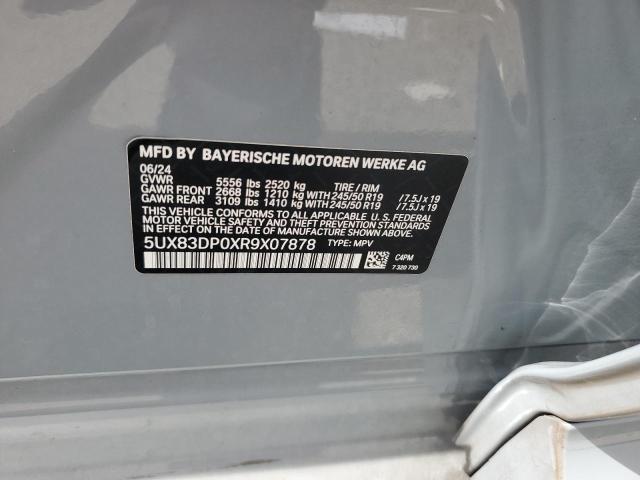 MFD BY BAYERISCHE MOTOREN WERKE AG
06/24
GVWR 5556 lbs 2520 kg TIRE / RIM
GAWR FRONT 2668 lbs 1210 kg WITH 245/50 R19 / 7.5J x 19
GAWR REAR 3109 lbs 1410 kg WITH 245/50 R19 / 7.5J x 19
THIS VEHICLE CONFORMS TO ALL APPLICABLE U.S. FEDERAL
MOTOR VEHICLE SAFETY AND THEFT PREVENTION STANDARDS
IN EFFECT ON THE DATE OF MANUFACTURE SHOWN ABOVE.
5UX83DP0XR9X07878 TYPE: MPV
C4PM
7 320 730